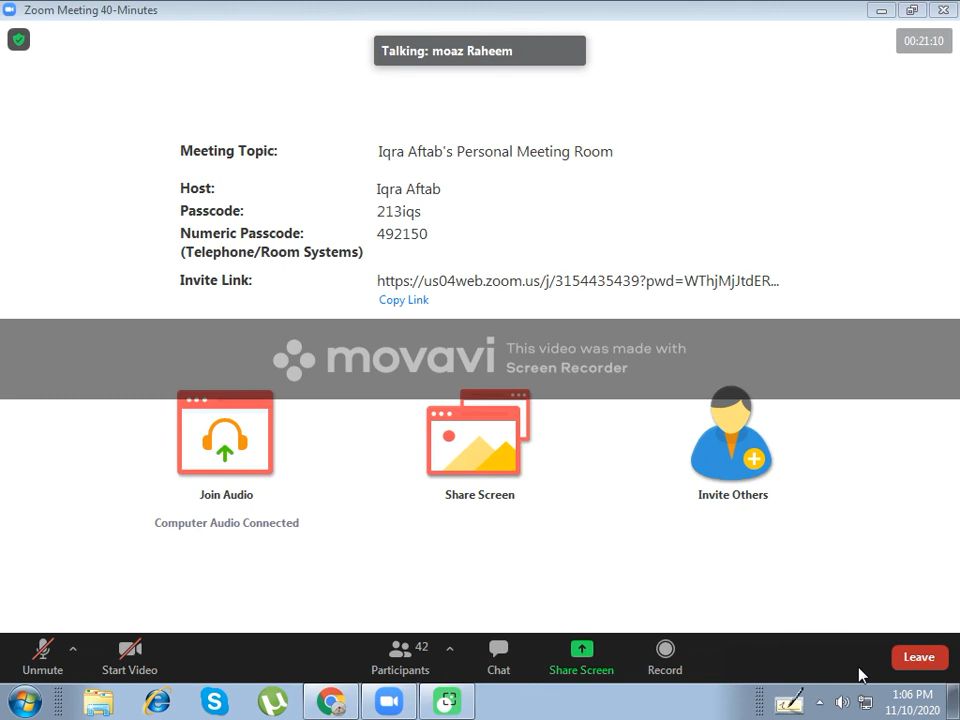 Zoom Meeting 40-Minutes
Talking: moaz Raheem
00:21:10
Meeting Topic: Iqra Aftab's Personal Meeting Room
Host: Iqra Aftab
Passcode: 213iqs
Numeric Passcode: 492150
(Telephone/Room Systems)
Invite Link: https://us04web.zoom.us/j/3154435439?pwd=WThjMjJtdER...
Copy Link
movavi
This video was made with
Screen Recorder
Join Audio
Share Screen
Invite Others
Computer Audio Connected
42
Unmute
Start Video
Participants
Chat
Share Screen
Record
Leave
1:06 PM
11/10/2020